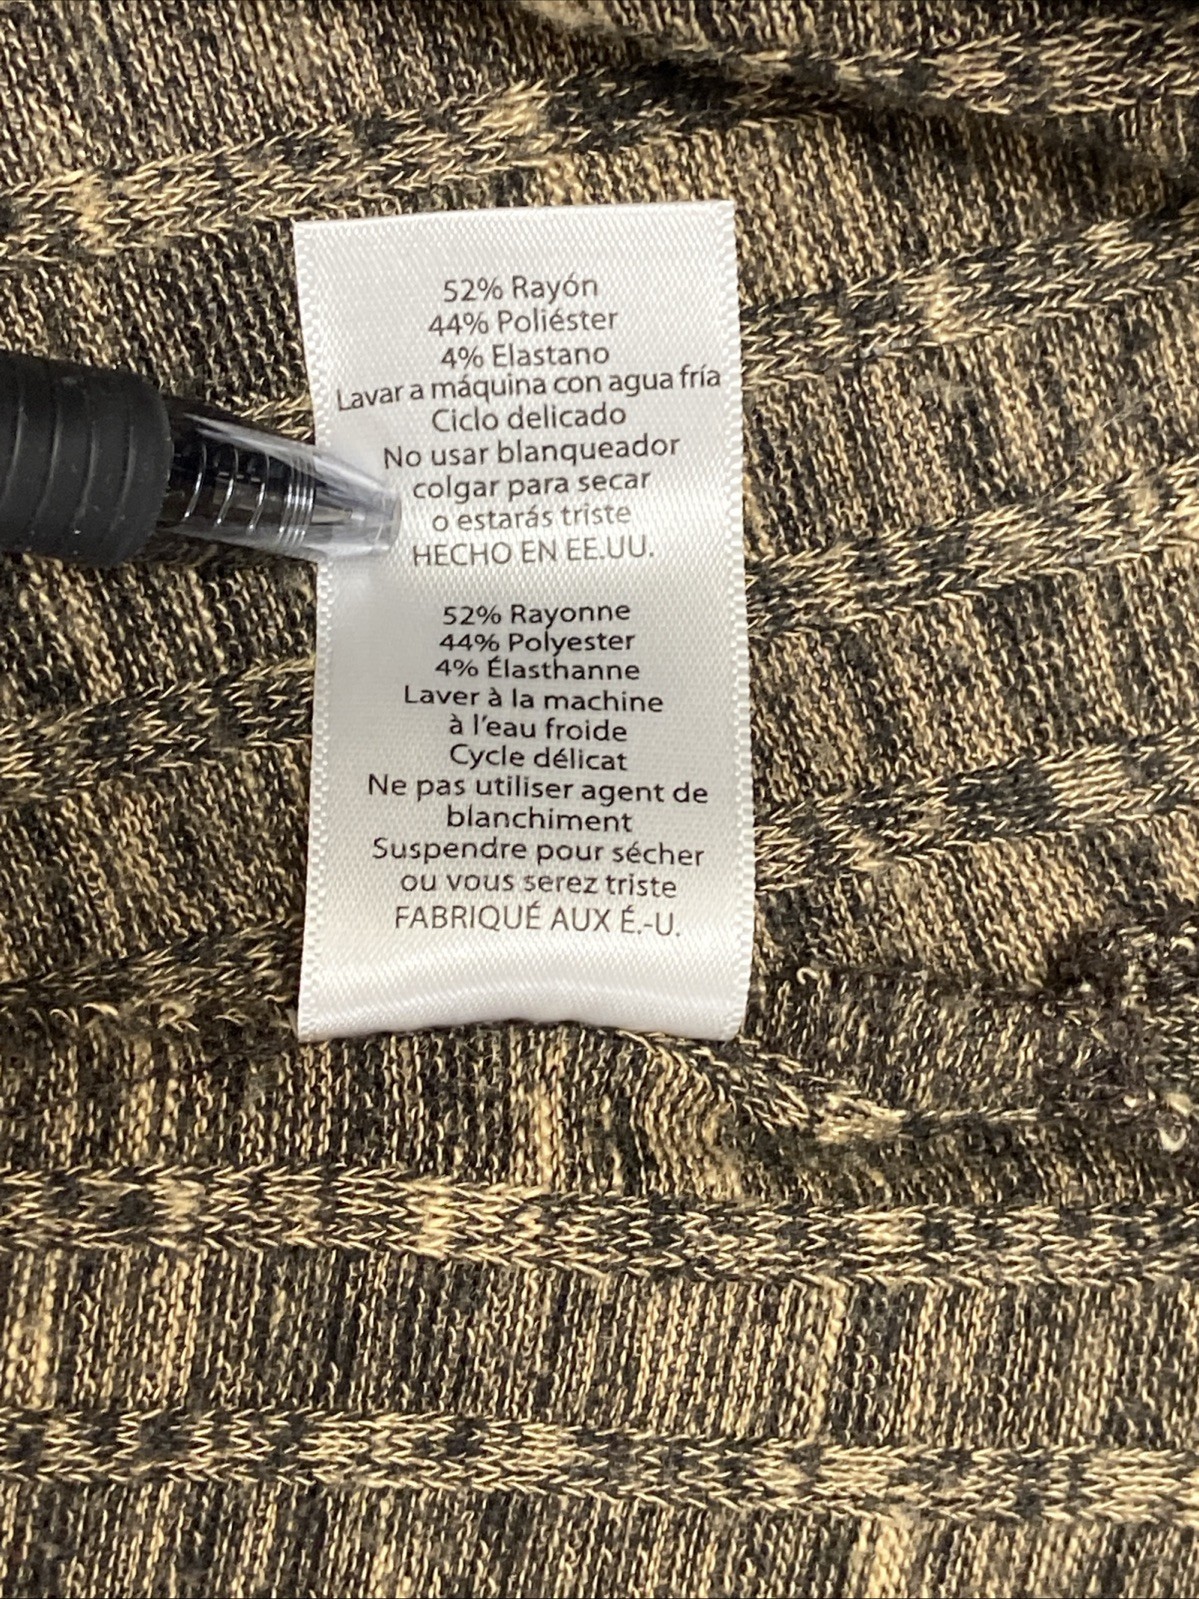 52% Rayón
44% Poliéster
4% Elastano
Lavar a máquina con agua fría
Ciclo delicado
No usar blanqueador
colgar para secar
o estarás triste
HECHO EN EE.UU.
52% Rayonne
44% Polyester
4% Élasthanne
Laver à la machine
à l'eau froide
Cycle délicat
Ne pas utiliser agent de
blanchiment
Suspendre pour sécher
ou vous serez triste
FABRIQUÉ AUX É.-U.